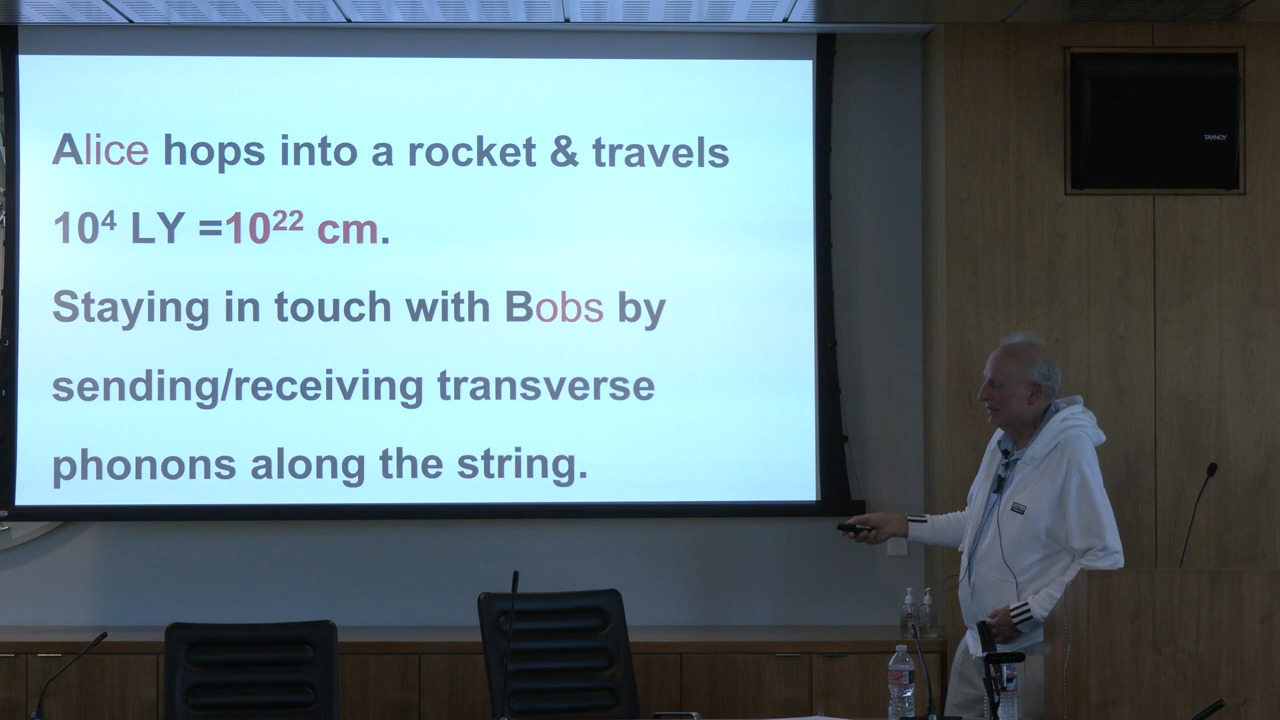 Alice hops into a rocket & travels
10⁴ LY =10²² cm.
Staying in touch with Bobs by
sending/receiving transverse
phonons along the string.
TANNOY